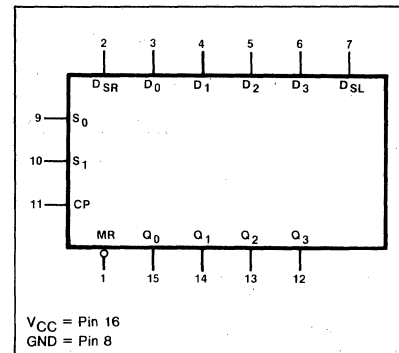 2 3 4 5 6 7
DSR D0 D1 D2 D3 DSL
9 S0
10 S1
11 CP
MR Q0 Q1 Q2 Q3
1 15 14 13 12
VCC = Pin 16
GND = Pin 8